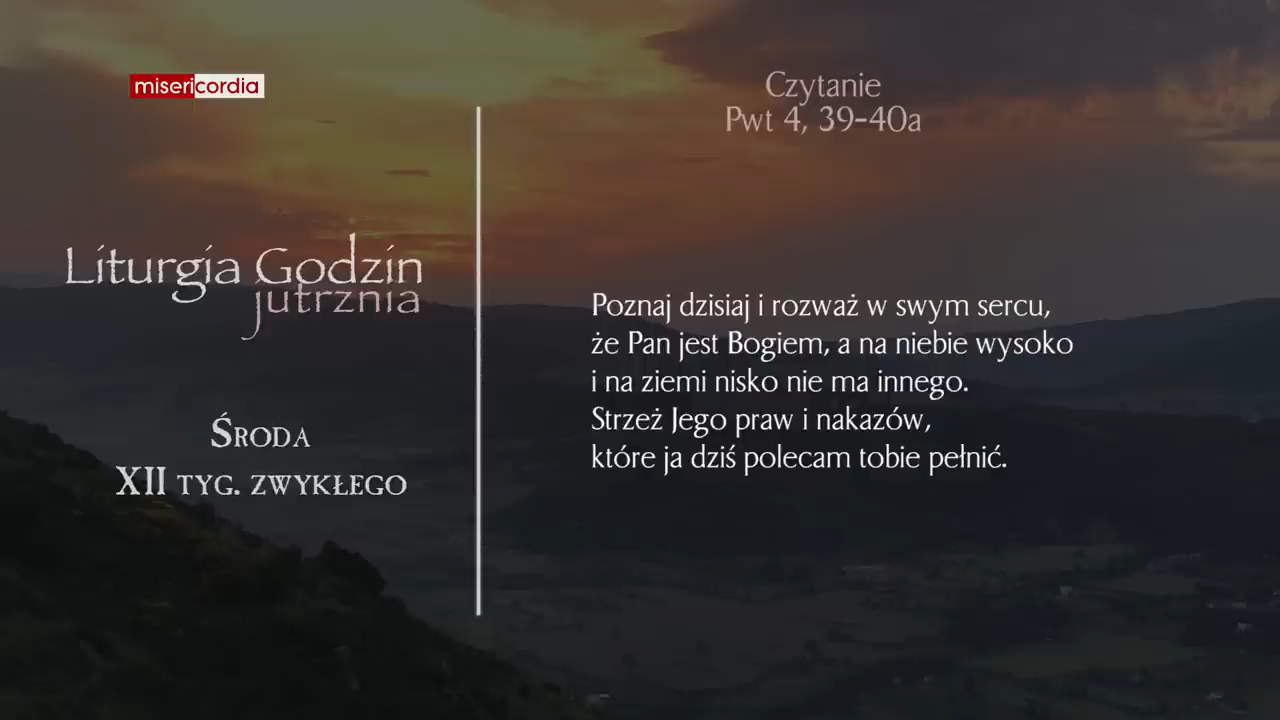 misericordia
Liturgia Godzin
jutrznia
Środa
XII tyg. zwykłego
Czytanie
Pwt 4, 39-40a
Poznaj dzisiaj i rozważ w swym sercu,
że Pan jest Bogiem, a na niebie wysoko
i na ziemi nisko nie ma innego.
Strzeż Jego praw i nakazów,
które ja dziś polecam tobie pełnić.